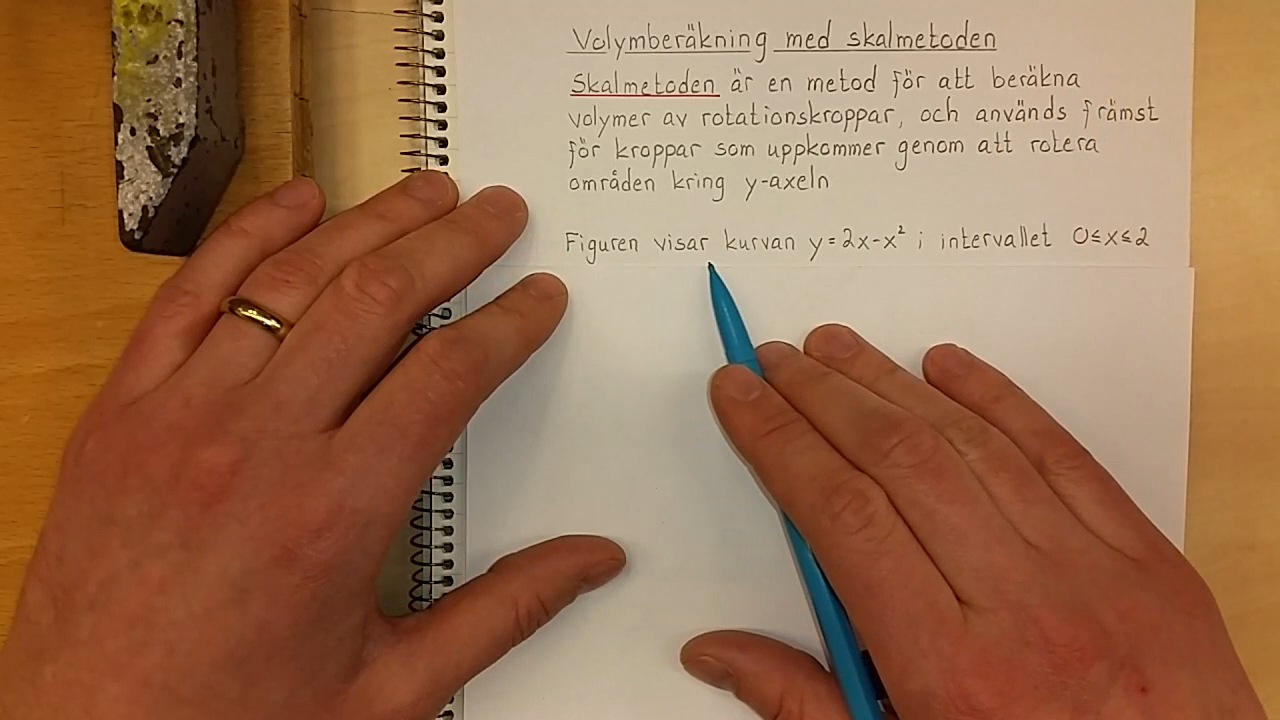 Volymberäkning med skalmetoden
Skalmetoden är en metod för att beräkna
volymer av rotationskroppar, och används främst
för kroppar som uppkommer genom att rotera
områden kring y-axeln
Figuren visar kurvan y=2x-x² i intervallet 0≤x≤2